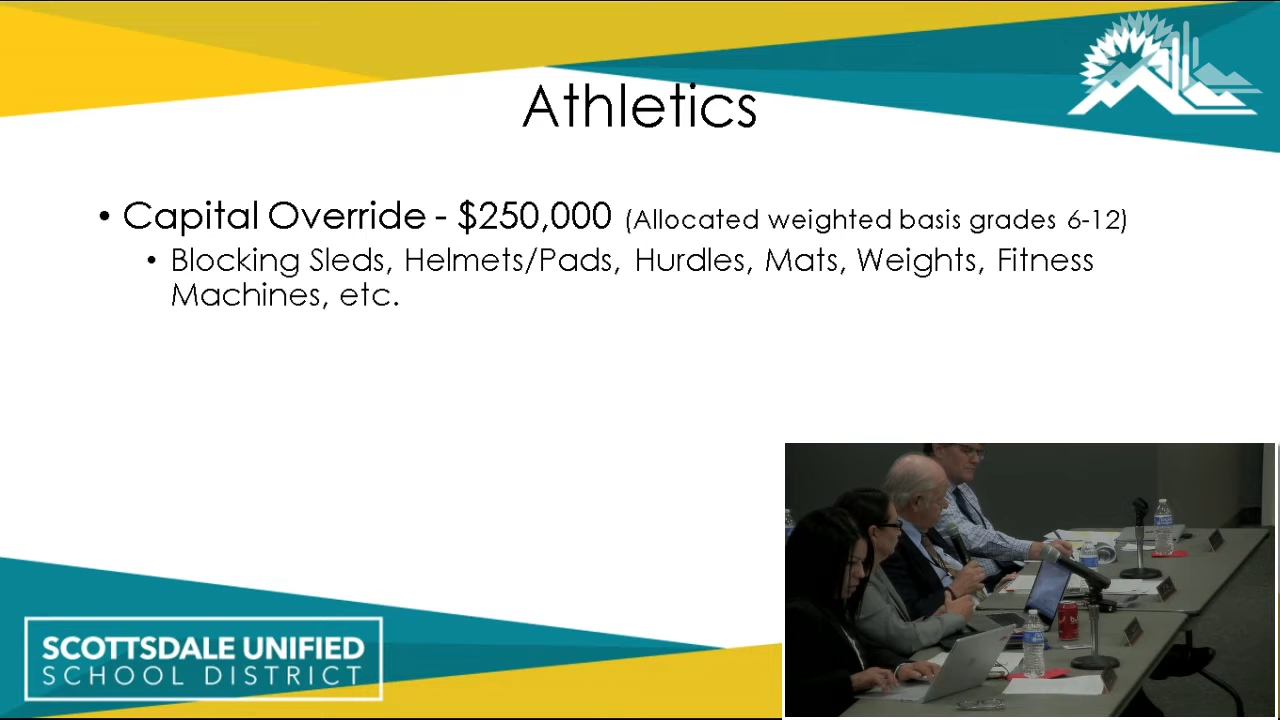 Athletics
• Capital Override - $250,000 (Allocated weighted basis grades 6-12)
• Blocking Sleds, Helmets/Pads, Hurdles, Mats, Weights, Fitness
Machines, etc.
SCOTTSDALE UNIFIED
SCHOOL DISTRICT